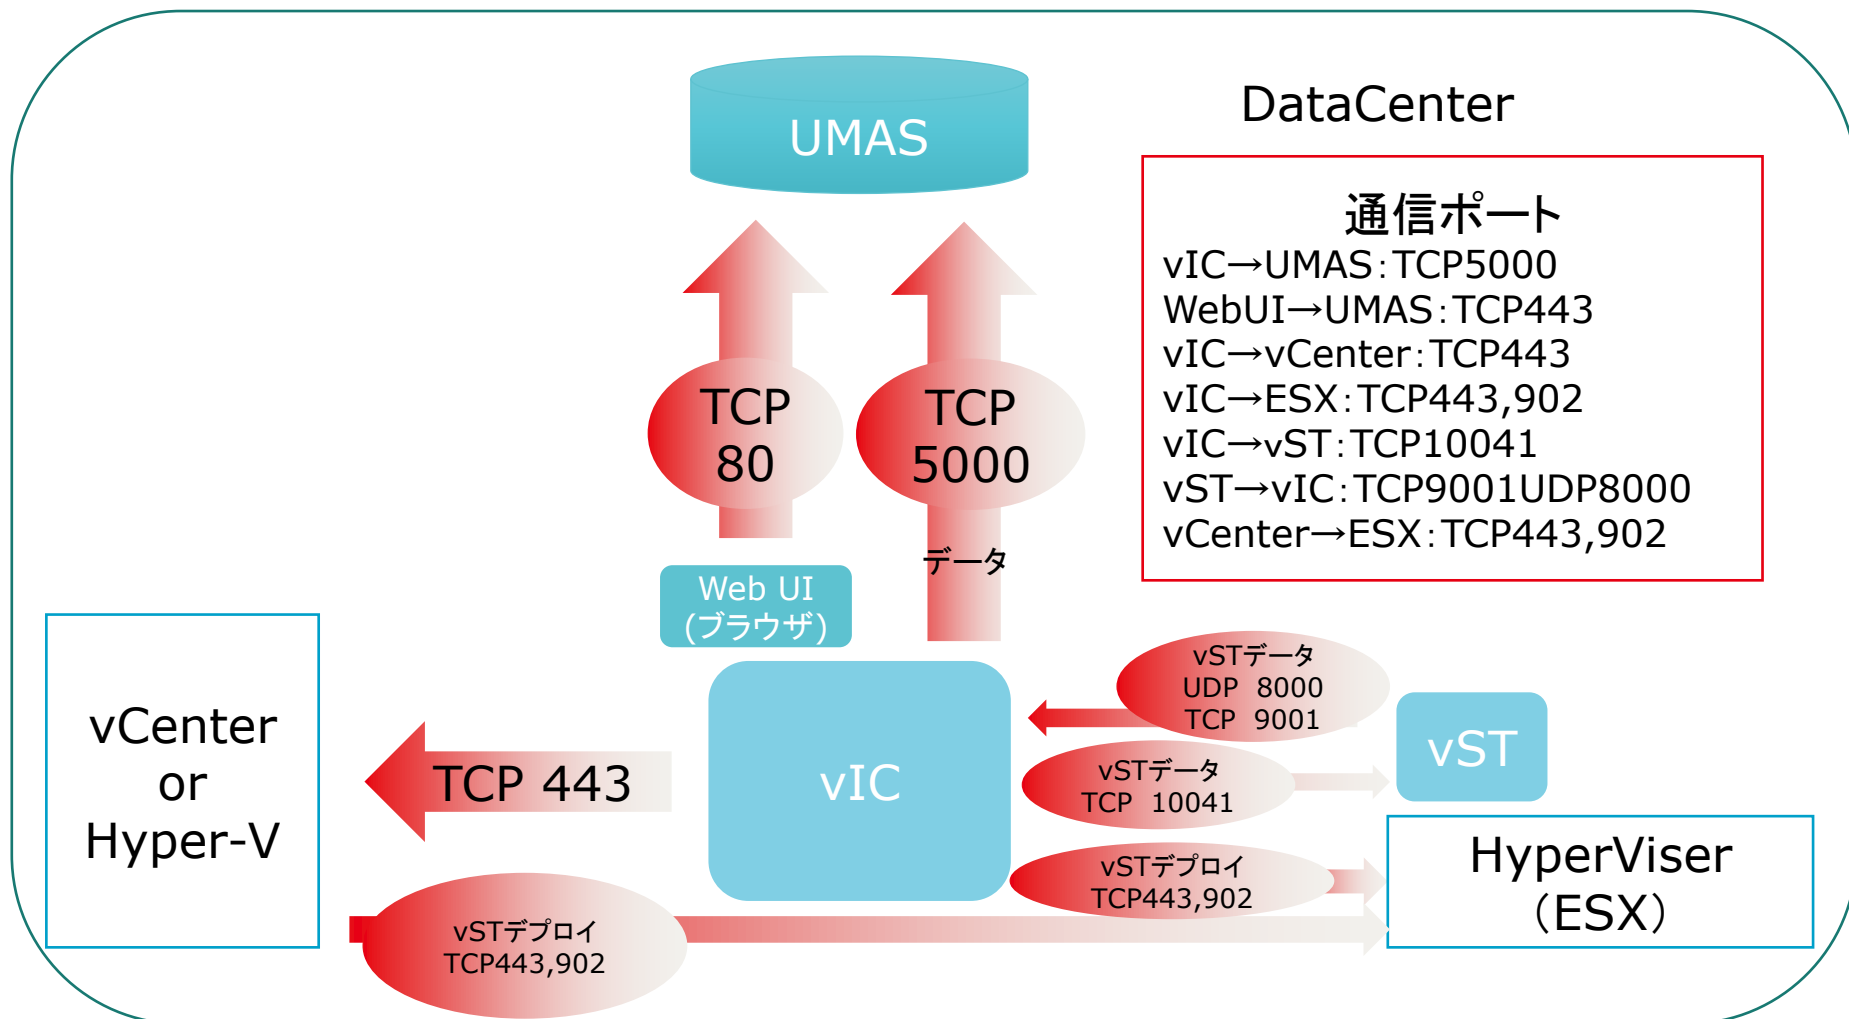 UMAS
DataCenter
通信ポート
vIC→UMAS:TCP5000
WebUI→UMAS:TCP443
vIC→vCenter:TCP443
vIC→ESX:TCP443,902
vIC→vST:TCP10041
vST→vIC:TCP9001UDP8000
vCenter→ESX:TCP443,902
TCP
80
TCP
5000
データ
Web UI
(ブラウザ)
vCenter
or
Hyper-V
TCP 443
vIC
vSTデータ
UDP 8000
TCP 9001
vSTデータ
TCP 10041
vST
vSTデプロイ
TCP443,902
HyperViser
（ESX）
vSTデプロイ
TCP443,902